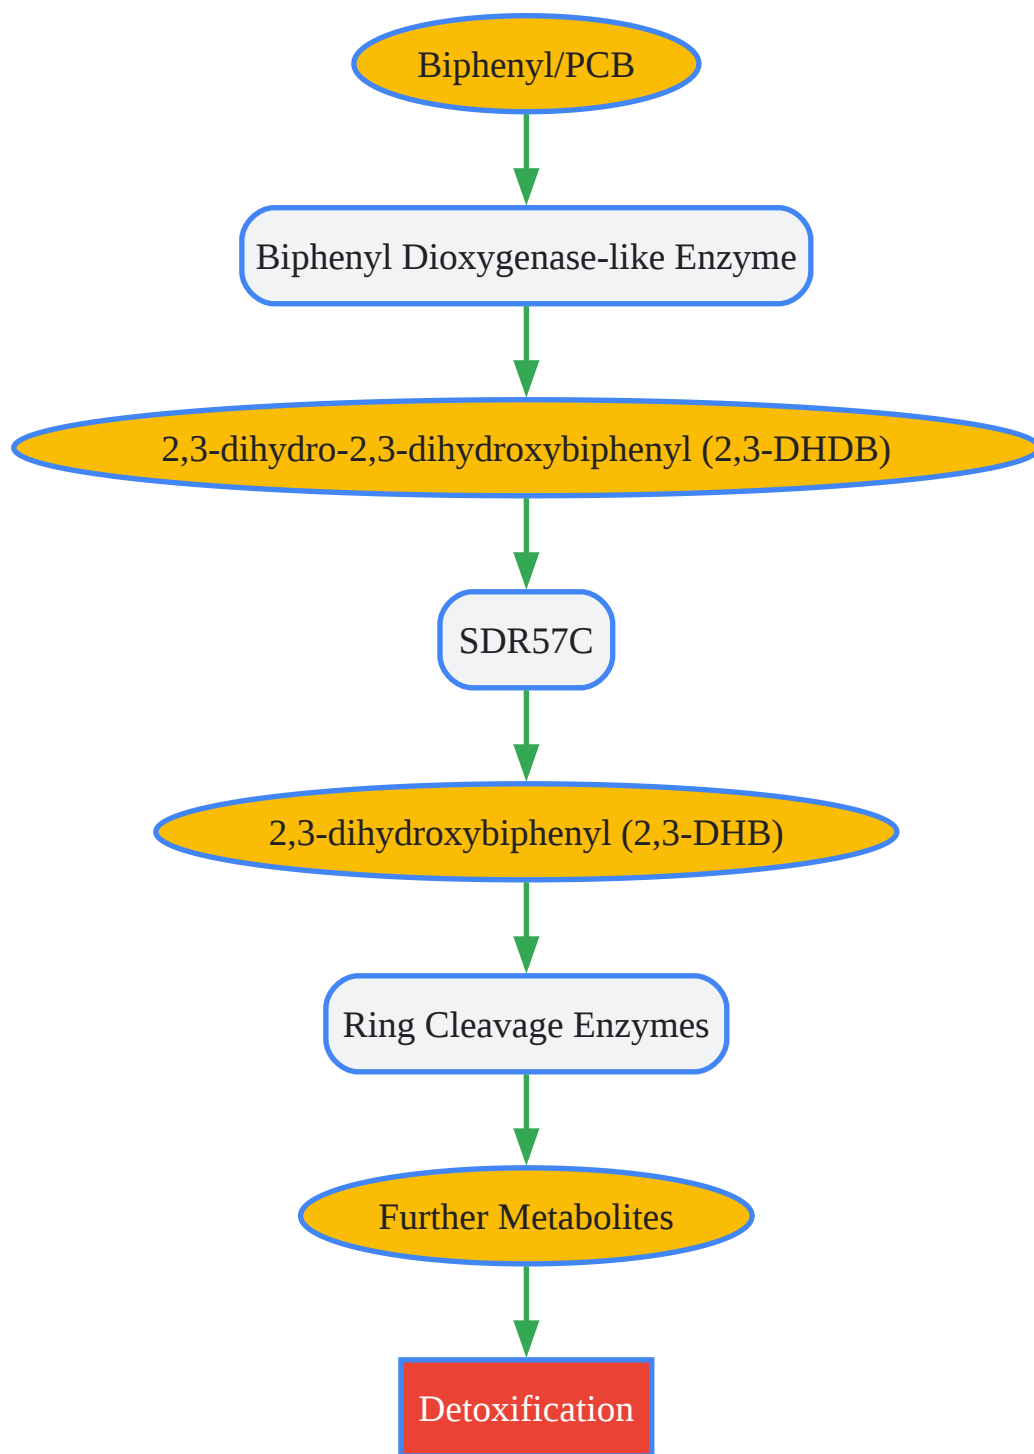 Biphenyl/PCB
Biphenyl Dioxygenase-like Enzyme
2,3-dihydro-2,3-dihydroxybiphenyl (2,3-DHDB)
SDR57C
2,3-dihydroxybiphenyl (2,3-DHB)
Ring Cleavage Enzymes
Further Metabolites
Detoxification